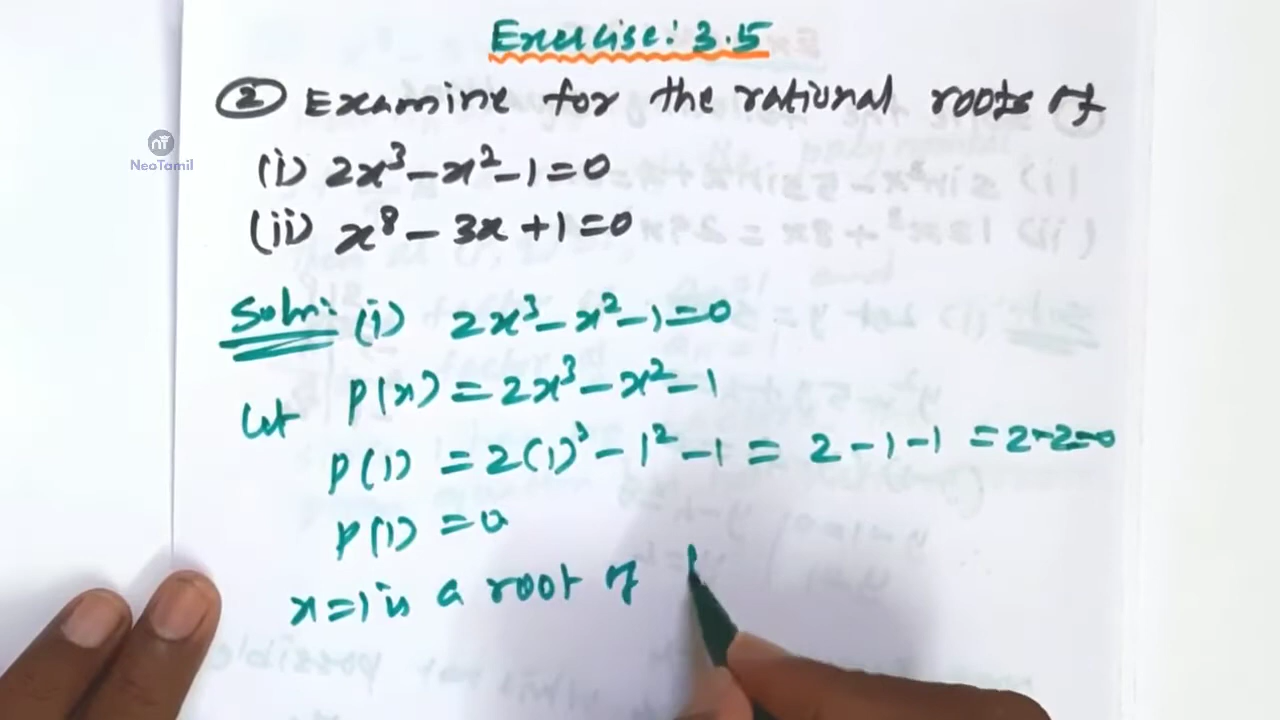 Exercise: 3.5
② Examine for the rational roots of
NeoTamil
(i) 2x³-x²-1=0
(ii) x⁸-3x+1=0
Soln: (i) 2x³-x²-1=0
Let P(x)=2x³-x²-1
P(1) =2(1)³-1²-1= 2-1-1 =2-2=0
P(1) =0
x=1 is a root of